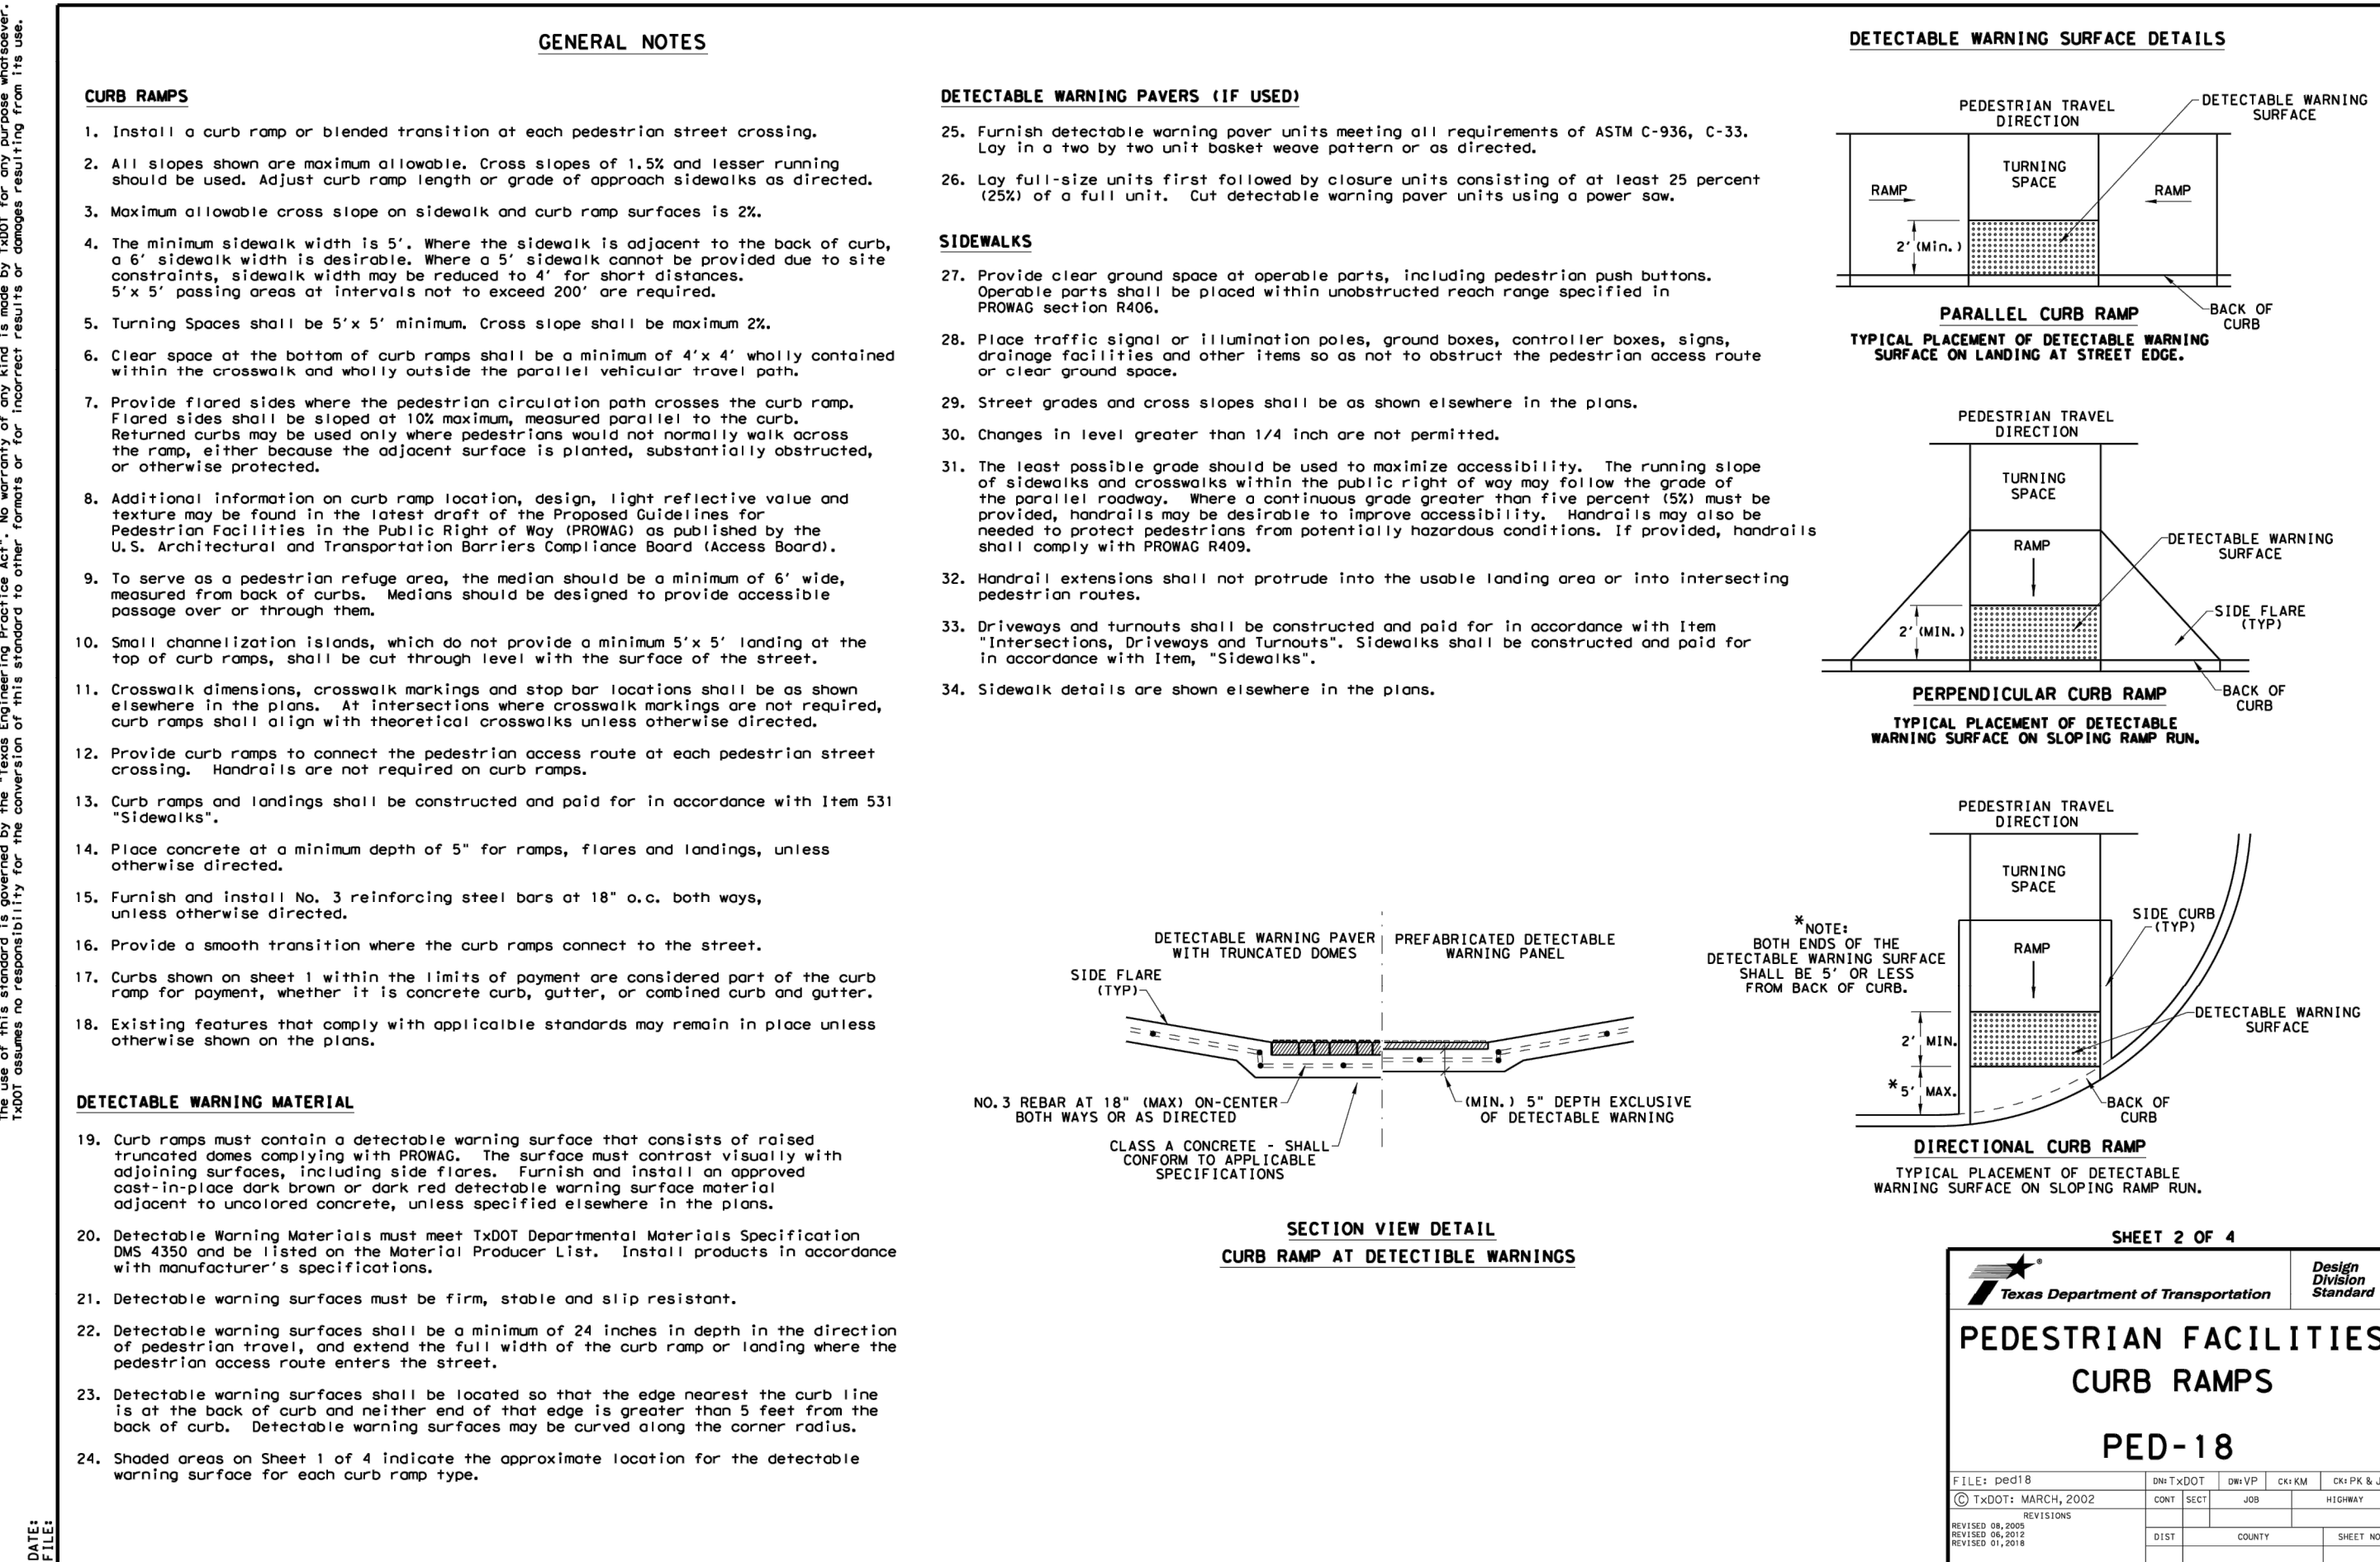 The use of this standard is governed by the "Texas Engineering Practice Act". No warranty of any kind is made by TxDOT for any purpose whatsoever.
TxDOT assumes no responsibility for the conversion of this standard to other formats or for incorrect results or damages resulting from its use.
DATE:
FILE:
GENERAL NOTES
CURB RAMPS
1. Install a curb ramp or blended transition at each pedestrian street crossing.
2. All slopes shown are maximum allowable. Cross slopes of 1.5% and lesser running
should be used. Adjust curb ramp length or grade of approach sidewalks as directed.
3. Maximum allowable cross slope on sidewalk and curb ramp surfaces is 2%.
4. The minimum sidewalk width is 5'. Where the sidewalk is adjacent to the back of curb,
a 6' sidewalk width is desirable. Where a 5' sidewalk cannot be provided due to site
constraints, sidewalk width may be reduced to 4' for short distances.
5'x 5' passing areas at intervals not to exceed 200' are required.
5. Turning Spaces shall be 5'x 5' minimum. Cross slope shall be maximum 2%.
6. Clear space at the bottom of curb ramps shall be a minimum of 4'x 4' wholly contained
within the crosswalk and wholly outside the parallel vehicular travel path.
7. Provide flared sides where the pedestrian circulation path crosses the curb ramp.
Flared sides shall be sloped at 10% maximum, measured parallel to the curb.
Returned curbs may be used only where pedestrians would not normally walk across
the ramp, either because the adjacent surface is planted, substantially obstructed,
or otherwise protected.
8. Additional information on curb ramp location, design, light reflective value and
texture may be found in the latest draft of the Proposed Guidelines for
Pedestrian Facilities in the Public Right of Way (PROWAG) as published by the
U.S. Architectural and Transportation Barriers Compliance Board (Access Board).
9. To serve as a pedestrian refuge area, the median should be a minimum of 6' wide,
measured from back of curbs. Medians should be designed to provide accessible
passage over or through them.
10. Small channelization islands, which do not provide a minimum 5'x 5' landing at the
top of curb ramps, shall be cut through level with the surface of the street.
11. Crosswalk dimensions, crosswalk markings and stop bar locations shall be as shown
elsewhere in the plans. At intersections where crosswalk markings are not required,
curb ramps shall align with theoretical crosswalks unless otherwise directed.
12. Provide curb ramps to connect the pedestrian access route at each pedestrian street
crossing. Handrails are not required on curb ramps.
13. Curb ramps and landings shall be constructed and paid for in accordance with Item 531
"Sidewalks".
14. Place concrete at a minimum depth of 5" for ramps, flares and landings, unless
otherwise directed.
15. Furnish and install No. 3 reinforcing steel bars at 18" o.c. both ways,
unless otherwise directed.
16. Provide a smooth transition where the curb ramps connect to the street.
17. Curbs shown on sheet 1 within the limits of payment are considered part of the curb
ramp for payment, whether it is concrete curb, gutter, or combined curb and gutter.
18. Existing features that comply with applicalble standards may remain in place unless
otherwise shown on the plans.
DETECTABLE WARNING MATERIAL
19. Curb ramps must contain a detectable warning surface that consists of raised
truncated domes complying with PROWAG. The surface must contrast visually with
adjoining surfaces, including side flares. Furnish and install an approved
cast-in-place dark brown or dark red detectable warning surface material
adjacent to uncolored concrete, unless specified elsewhere in the plans.
20. Detectable Warning Materials must meet TxDOT Departmental Materials Specification
DMS 4350 and be listed on the Material Producer List. Install products in accordance
with manufacturer's specifications.
21. Detectable warning surfaces must be firm, stable and slip resistant.
22. Detectable warning surfaces shall be a minimum of 24 inches in depth in the direction
of pedestrian travel, and extend the full width of the curb ramp or landing where the
pedestrian access route enters the street.
23. Detectable warning surfaces shall be located so that the edge nearest the curb line
is at the back of curb and neither end of that edge is greater than 5 feet from the
back of curb. Detectable warning surfaces may be curved along the corner radius.
24. Shaded areas on Sheet 1 of 4 indicate the approximate location for the detectable
warning surface for each curb ramp type.
DETECTABLE WARNING PAVERS (IF USED)
25. Furnish detectable warning paver units meeting all requirements of ASTM C-936, C-33.
Lay in a two by two unit basket weave pattern or as directed.
26. Lay full-size units first followed by closure units consisting of at least 25 percent
(25%) of a full unit. Cut detectable warning paver units using a power saw.
SIDEWALKS
27. Provide clear ground space at operable parts, including pedestrian push buttons.
Operable parts shall be placed within unobstructed reach range specified in
PROWAG section R406.
28. Place traffic signal or illumination poles, ground boxes, controller boxes, signs,
drainage facilities and other items so as not to obstruct the pedestrian access route
or clear ground space.
29. Street grades and cross slopes shall be as shown elsewhere in the plans.
30. Changes in level greater than 1/4 inch are not permitted.
31. The least possible grade should be used to maximize accessibility. The running slope
of sidewalks and crosswalks within the public right of way may follow the grade of
the parallel roadway. Where a continuous grade greater than five percent (5%) must be
provided, handrails may be desirable to improve accessibility. Handrails may also be
needed to protect pedestrians from potentially hazardous conditions. If provided, handrails
shall comply with PROWAG R409.
32. Handrail extensions shall not protrude into the usable landing area or into intersecting
pedestrian routes.
33. Driveways and turnouts shall be constructed and paid for in accordance with Item
"Intersections, Driveways and Turnouts". Sidewalks shall be constructed and paid for
in accordance with Item, "Sidewalks".
34. Sidewalk details are shown elsewhere in the plans.
DETECTABLE WARNING PAVER
WITH TRUNCATED DOMES
PREFABRICATED DETECTABLE
WARNING PANEL
SIDE FLARE
(TYP)
NO.3 REBAR AT 18" (MAX) ON-CENTER
BOTH WAYS OR AS DIRECTED
(MIN.) 5" DEPTH EXCLUSIVE
OF DETECTABLE WARNING
CLASS A CONCRETE - SHALL
CONFORM TO APPLICABLE
SPECIFICATIONS
SECTION VIEW DETAIL
CURB RAMP AT DETECTIBLE WARNINGS
DETECTABLE WARNING SURFACE DETAILS
PEDESTRIAN TRAVEL
DIRECTION
DETECTABLE WARNING
SURFACE
TURNING
SPACE
RAMP
RAMP
2' (Min.)
BACK OF
CURB
PARALLEL CURB RAMP
TYPICAL PLACEMENT OF DETECTABLE WARNING
SURFACE ON LANDING AT STREET EDGE.
PEDESTRIAN TRAVEL
DIRECTION
TURNING
SPACE
RAMP
DETECTABLE WARNING
SURFACE
SIDE FLARE
(TYP)
2' (MIN.)
BACK OF
CURB
PERPENDICULAR CURB RAMP
TYPICAL PLACEMENT OF DETECTABLE
WARNING SURFACE ON SLOPING RAMP RUN.
PEDESTRIAN TRAVEL
DIRECTION
TURNING
SPACE
SIDE CURB
(TYP)
*NOTE:
BOTH ENDS OF THE
DETECTABLE WARNING SURFACE
SHALL BE 5' OR LESS
FROM BACK OF CURB.
RAMP
DETECTABLE WARNING
SURFACE
2' MIN.
*5' MAX.
BACK OF
CURB
DIRECTIONAL CURB RAMP
TYPICAL PLACEMENT OF DETECTABLE
WARNING SURFACE ON SLOPING RAMP RUN.
SHEET 2 OF 4
®
Texas Department of Transportation
Design
Division
Standard
PEDESTRIAN FACILITIES
CURB RAMPS
PED-18
FILE: ped18
DN: TxDOT
DW: VP
CK: KM
CK: PK & J
© TxDOT: MARCH, 2002
CONT
SECT
JOB
HIGHWAY
REVISIONS
REVISED 08,2005
REVISED 06,2012
REVISED 01,2018
DIST
COUNTY
SHEET NO